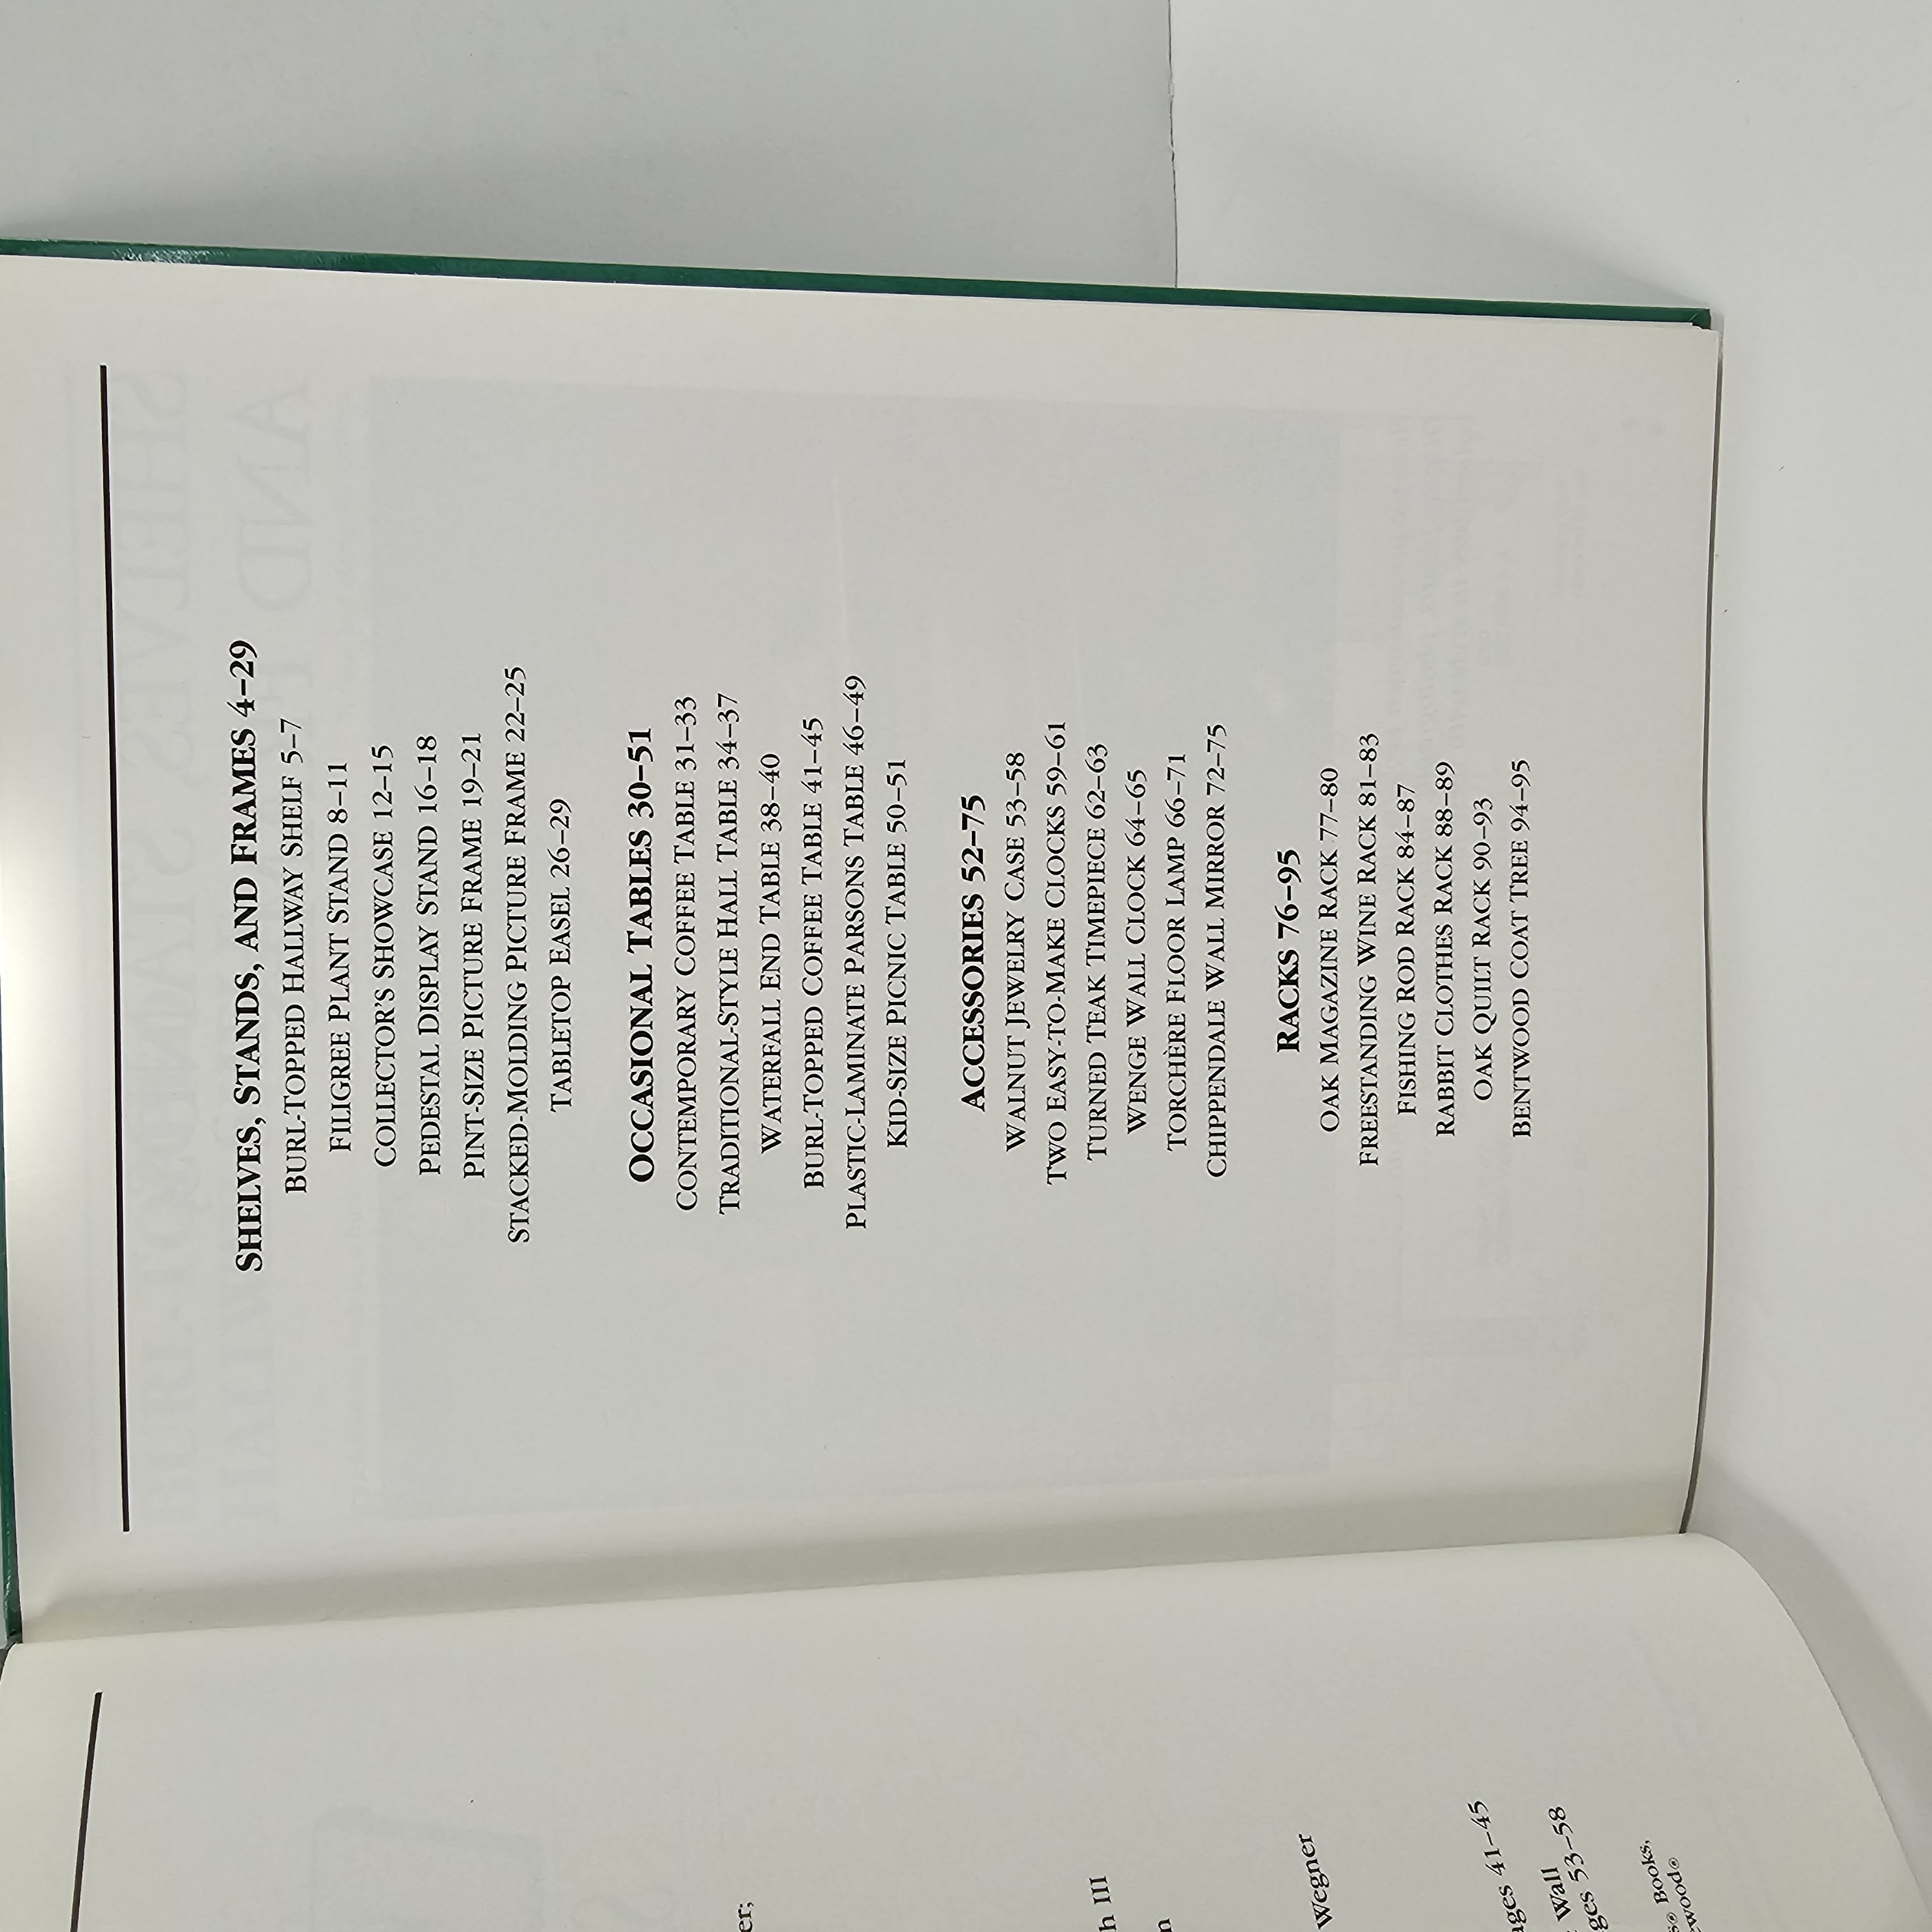 er;
h III
n
Wegner
ages 41–45
Wall
ges 53–58
s® Books,
ewood®
SHELVES, STANDS, AND FRAMES 4–29
BURL-TOPPED HALLWAY SHELF 5–7
FILIGREE PLANT STAND 8–11
COLLECTOR'S SHOWCASE 12–15
PEDESTAL DISPLAY STAND 16–18
PINT-SIZE PICTURE FRAME 19–21
STACKED-MOLDING PICTURE FRAME 22–25
TABLETOP EASEL 26–29
OCCASIONAL TABLES 30–51
CONTEMPORARY COFFEE TABLE 31–33
TRADITIONAL-STYLE HALL TABLE 34–37
WATERFALL END TABLE 38–40
BURL-TOPPED COFFEE TABLE 41–45
PLASTIC-LAMINATE PARSONS TABLE 46–49
KID-SIZE PICNIC TABLE 50–51
ACCESSORIES 52–75
WALNUT JEWELRY CASE 53–58
TWO EASY-TO-MAKE CLOCKS 59–61
TURNED TEAK TIMEPIECE 62–63
WENGE WALL CLOCK 64–65
TORCHÈRE FLOOR LAMP 66–71
CHIPPENDALE WALL MIRROR 72–75
RACKS 76–95
OAK MAGAZINE RACK 77–80
FREESTANDING WINE RACK 81–83
FISHING ROD RACK 84–87
RABBIT CLOTHES RACK 88–89
OAK QUILT RACK 90–93
BENTWOOD COAT TREE 94–95